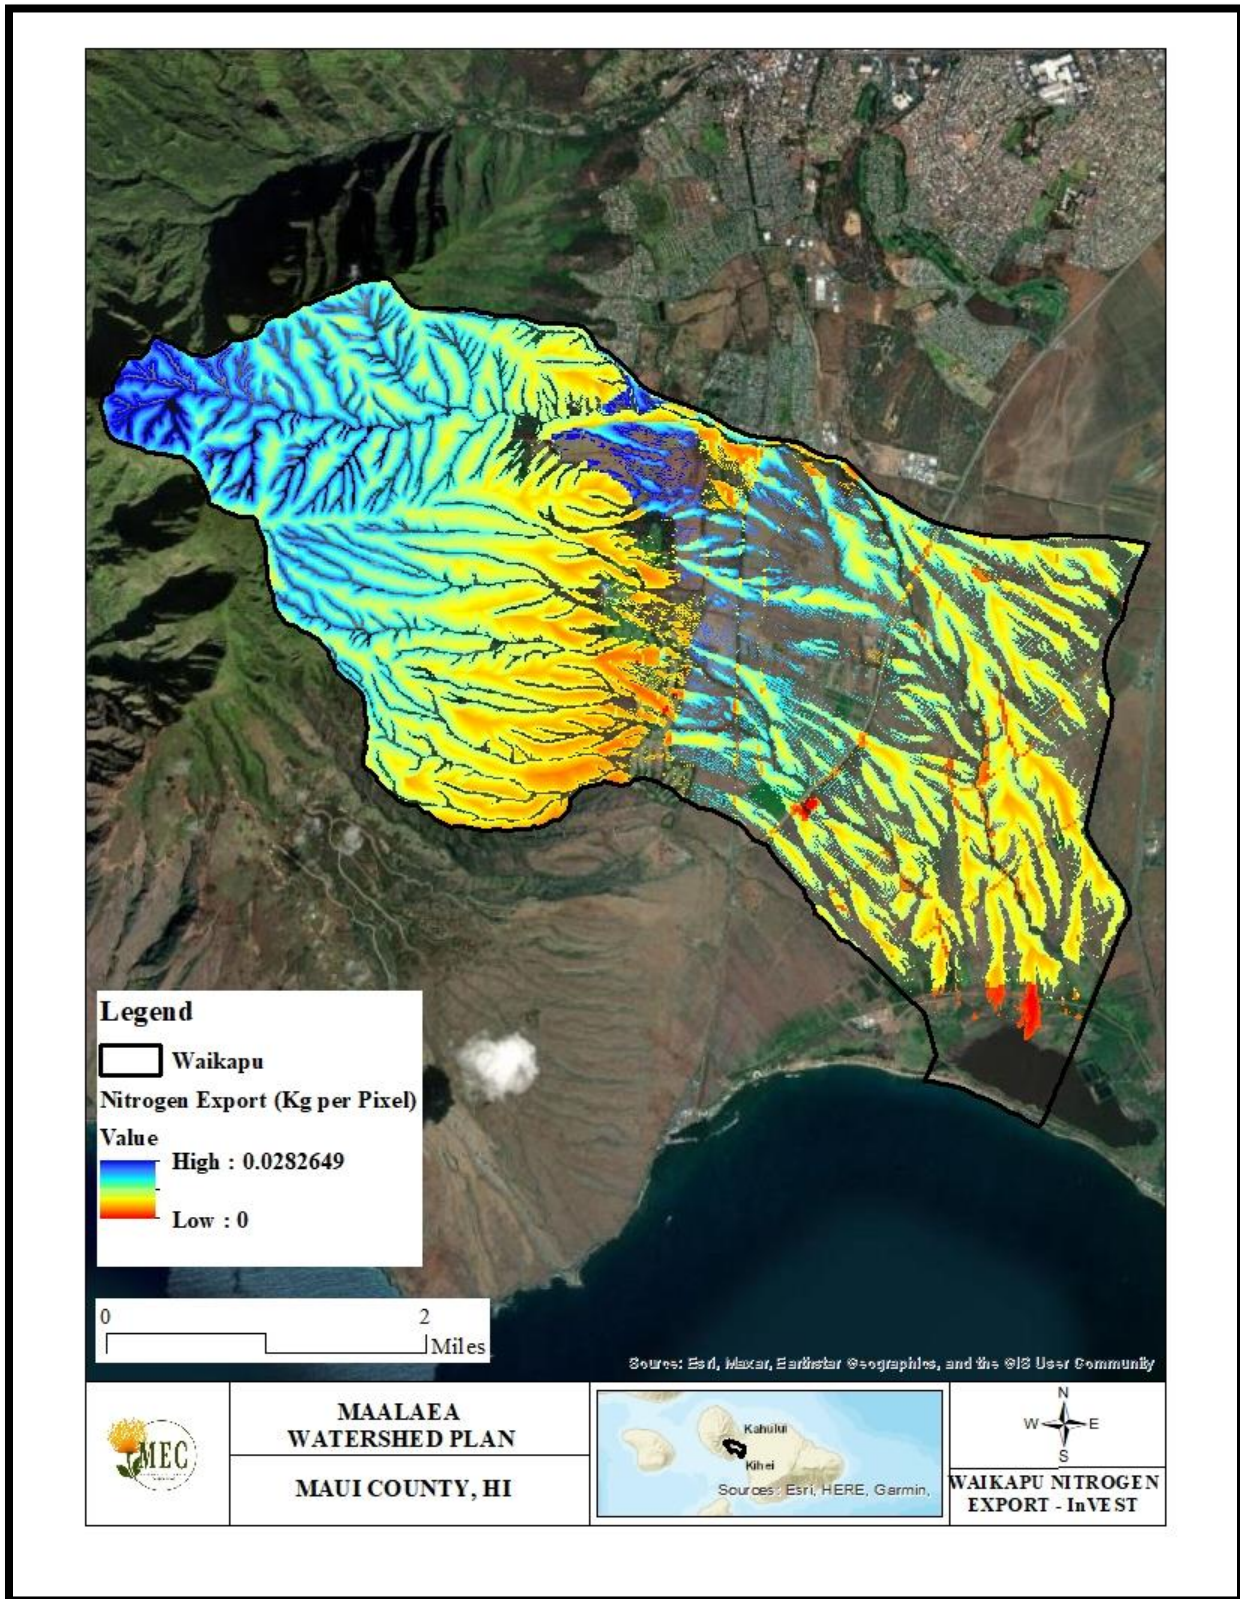 Legend
Waikapu
Nitrogen Export (Kg per Pixel)
Value
High : 0.0282649
Low : 0
0 2
Miles
Source: Esri, Maxar, Earthstar Geographics, and the GIS User Community
MEC
MAALAEA
WATERSHED PLAN
MAUI COUNTY, HI
Kahului
Kihei
Sources: Esri, HERE, Garmin,
N
W E
S
WAIKAPU NITROGEN
EXPORT - InVEST